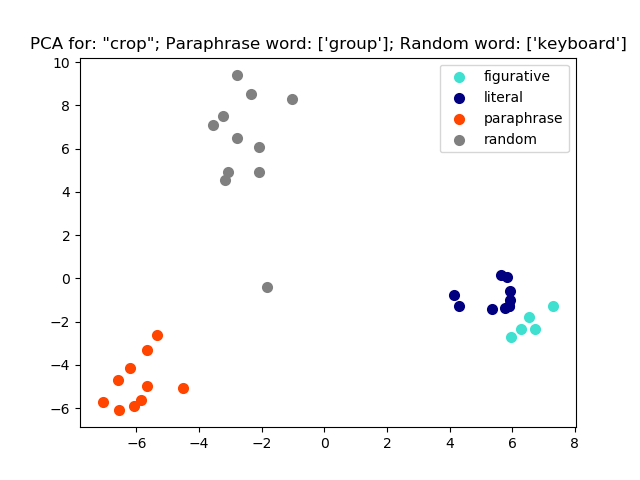 PCA for: "crop"; Paraphrase word: ['group']; Random word: ['keyboard']
figurative
literal
paraphrase
random
10
8
6
4
2
0
−2
−4
−6
−6 −4 −2 0 2 4 6 8